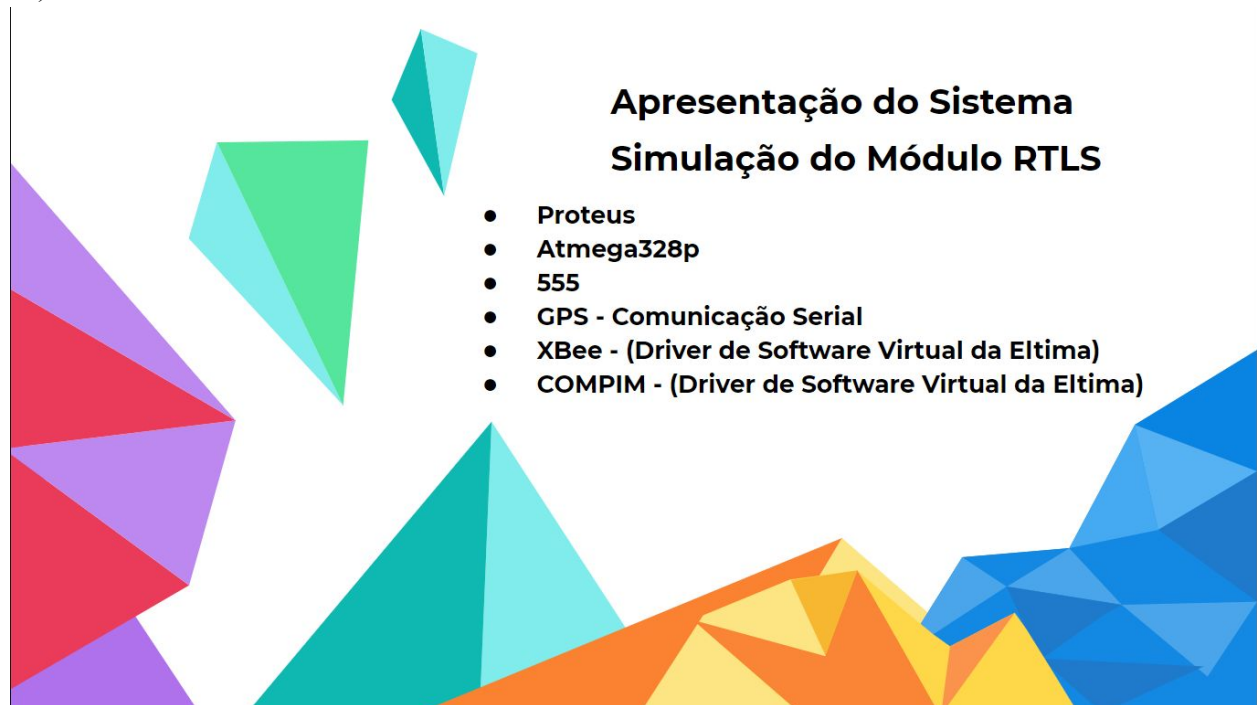 Apresentação do Sistema
Simulação do Módulo RTLS
● Proteus
● Atmega328p
● 555
● GPS - Comunicação Serial
● XBee - (Driver de Software Virtual da Eltima)
● COMPIM - (Driver de Software Virtual da Eltima)